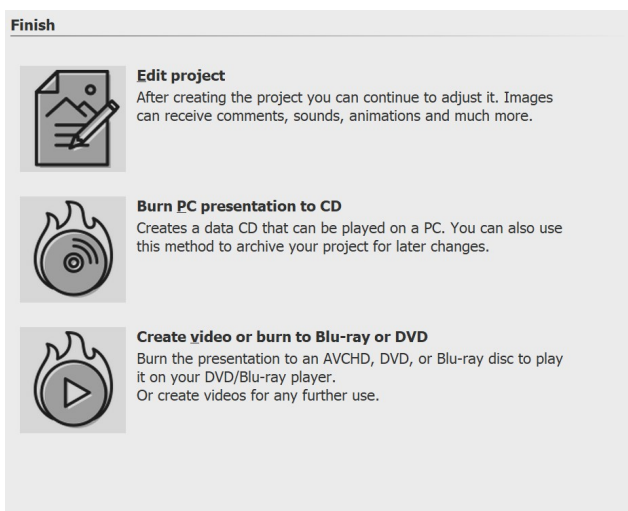 Finish
Edit project
After creating the project you can continue to adjust it. Images
can receive comments, sounds, animations and much more.
Burn PC presentation to CD
Creates a data CD that can be played on a PC. You can also use
this method to archive your project for later changes.
Create video or burn to Blu-ray or DVD
Burn the presentation to an AVCHD, DVD, or Blu-ray disc to play
it on your DVD/Blu-ray player.
Or create videos for any further use.